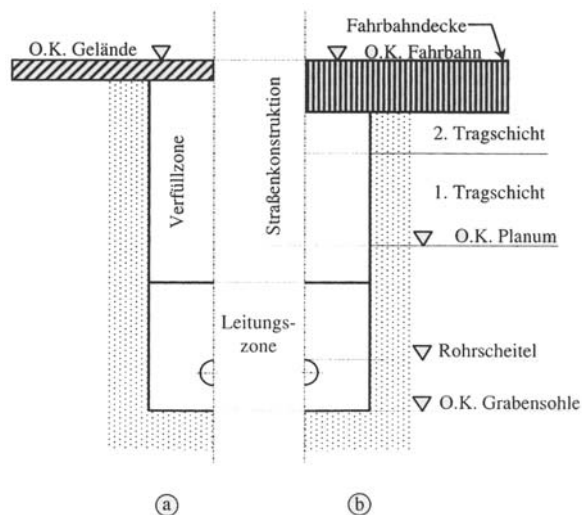 Fahrbahndecke
O.K. Gelände
O.K. Fahrbahn
Verfüllzone
Straßenkonstruktion
2. Tragschicht
1. Tragschicht
O.K. Planum
Leitungs-
zone
Rohrscheitel
O.K. Grabensohle
a
b